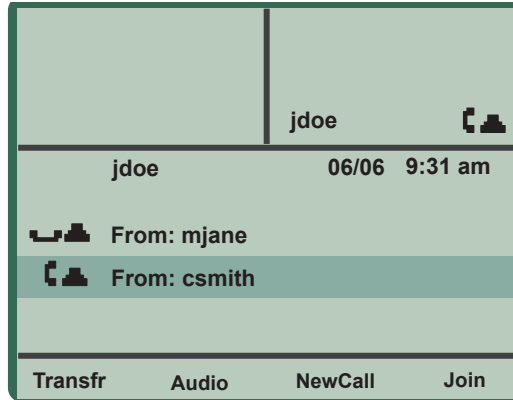 jdoe
jdoe 06/06 9:31 am
From: mjane
From: csmith
Transfr Audio NewCall Join